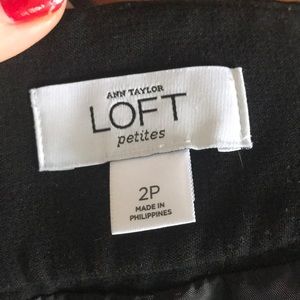 ANN TAYLOR
LOFT
petites
2P
MADE IN
PHILIPPINES